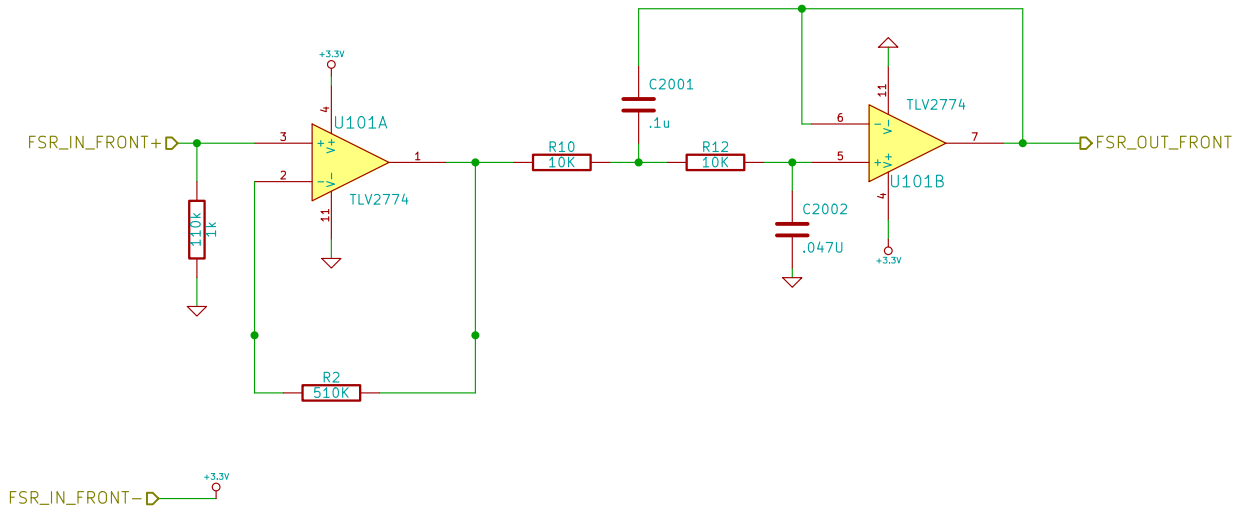 +3.3V
4
U101A
FSR_IN_FRONT+
3
+
V+
1
2
-
V-
TLV2774
11
110k
1k
R2
510K
R10
10K
C2001
.1u
R12
10K
C2002
.047U
11
TLV2774
6
-
V-
7
5
+
V+
U101B
4
+3.3V
FSR_OUT_FRONT
+3.3V
FSR_IN_FRONT-